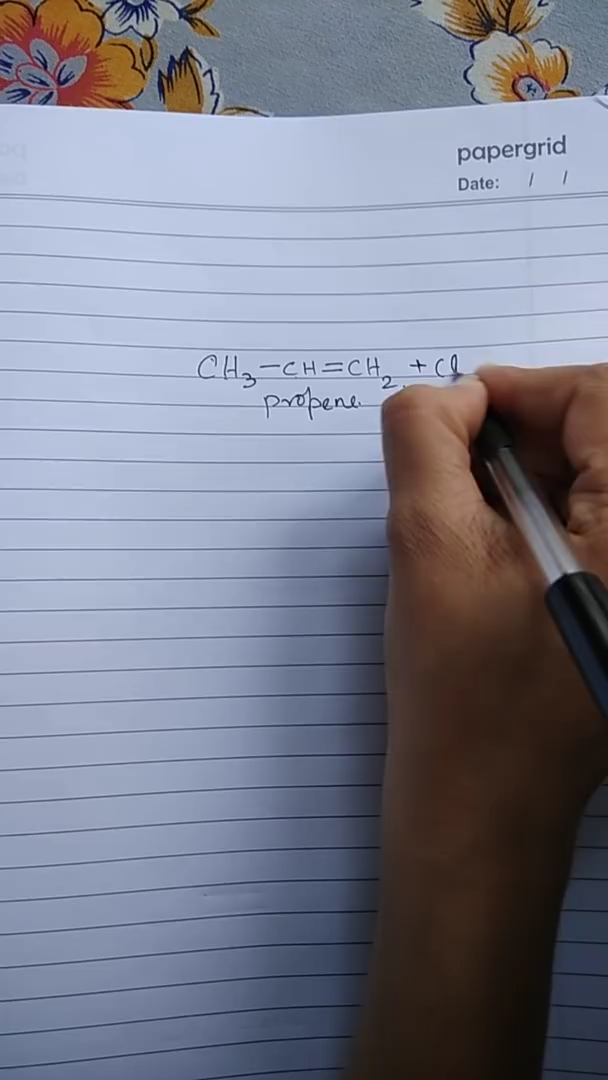 papergrid
Date: / /
CH₃-CH=CH₂ + Cl
propene